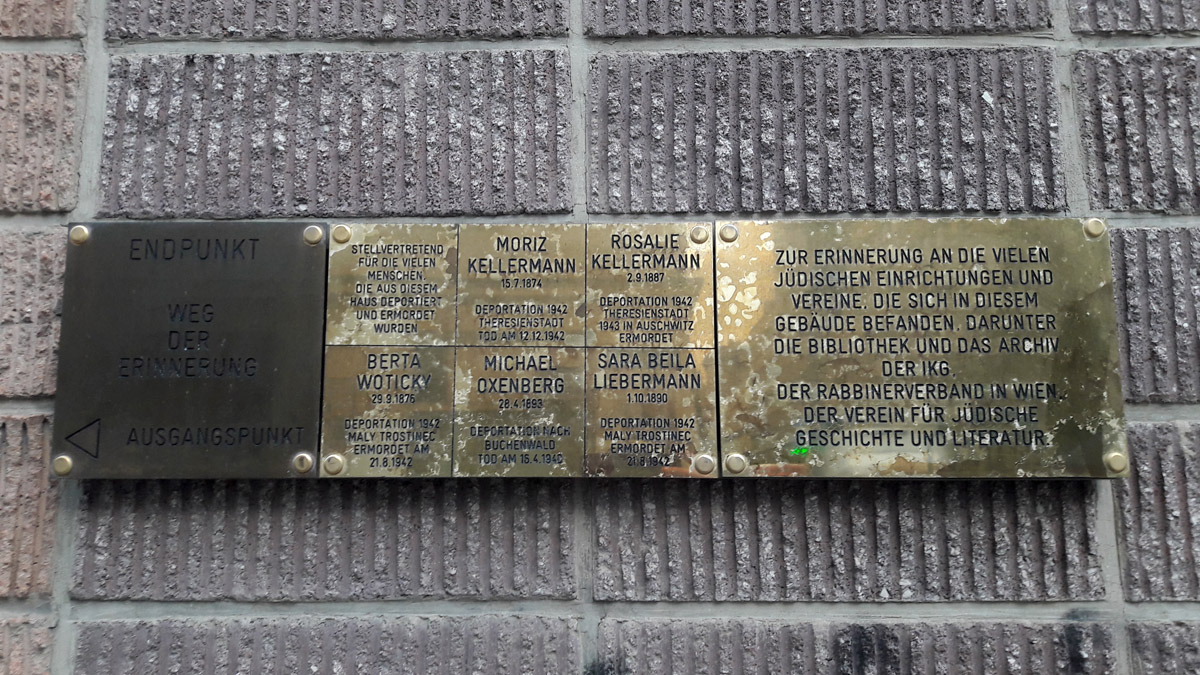 ENDPUNKT
WEG
DER
ERINNERUNG
AUSGANGSPUNKT
STELLVERTRETEND
FÜR DIE VIELEN
MENSCHEN,
DIE AUS DIESEM
HAUS DEPORTIERT
UND ERMORDET
WURDEN
MORIZ
KELLERMANN
15.7.1874
DEPORTATION 1942
THERESIENSTADT
TOD AM 12.12.1942
ROSALIE
KELLERMANN
2.9.1887
DEPORTATION 1942
THERESIENSTADT
1943 IN AUSCHWITZ
ERMORDET
BERTA
WOTICKY
29.9.1876
DEPORTATION 1942
MALY TROSTINEC
ERMORDET AM
21.8.1942
MICHAEL
OXENBERG
28.4.1893
DEPORTATION NACH
BUCHENWALD
TOD AM 15.4.1940
SARA BEILA
LIEBERMANN
1.10.1890
DEPORTATION 1942
MALY TROSTINEC
ERMORDET AM
21.8.1942
ZUR ERINNERUNG AN DIE VIELEN
JÜDISCHEN EINRICHTUNGEN UND
VEREINE, DIE SICH IN DIESEM
GEBÄUDE BEFANDEN, DARUNTER
DIE BIBLIOTHEK UND DAS ARCHIV
DER IKG,
DER RABBINERVERBAND IN WIEN,
DER VEREIN FÜR JÜDISCHE
GESCHICHTE UND LITERATUR.